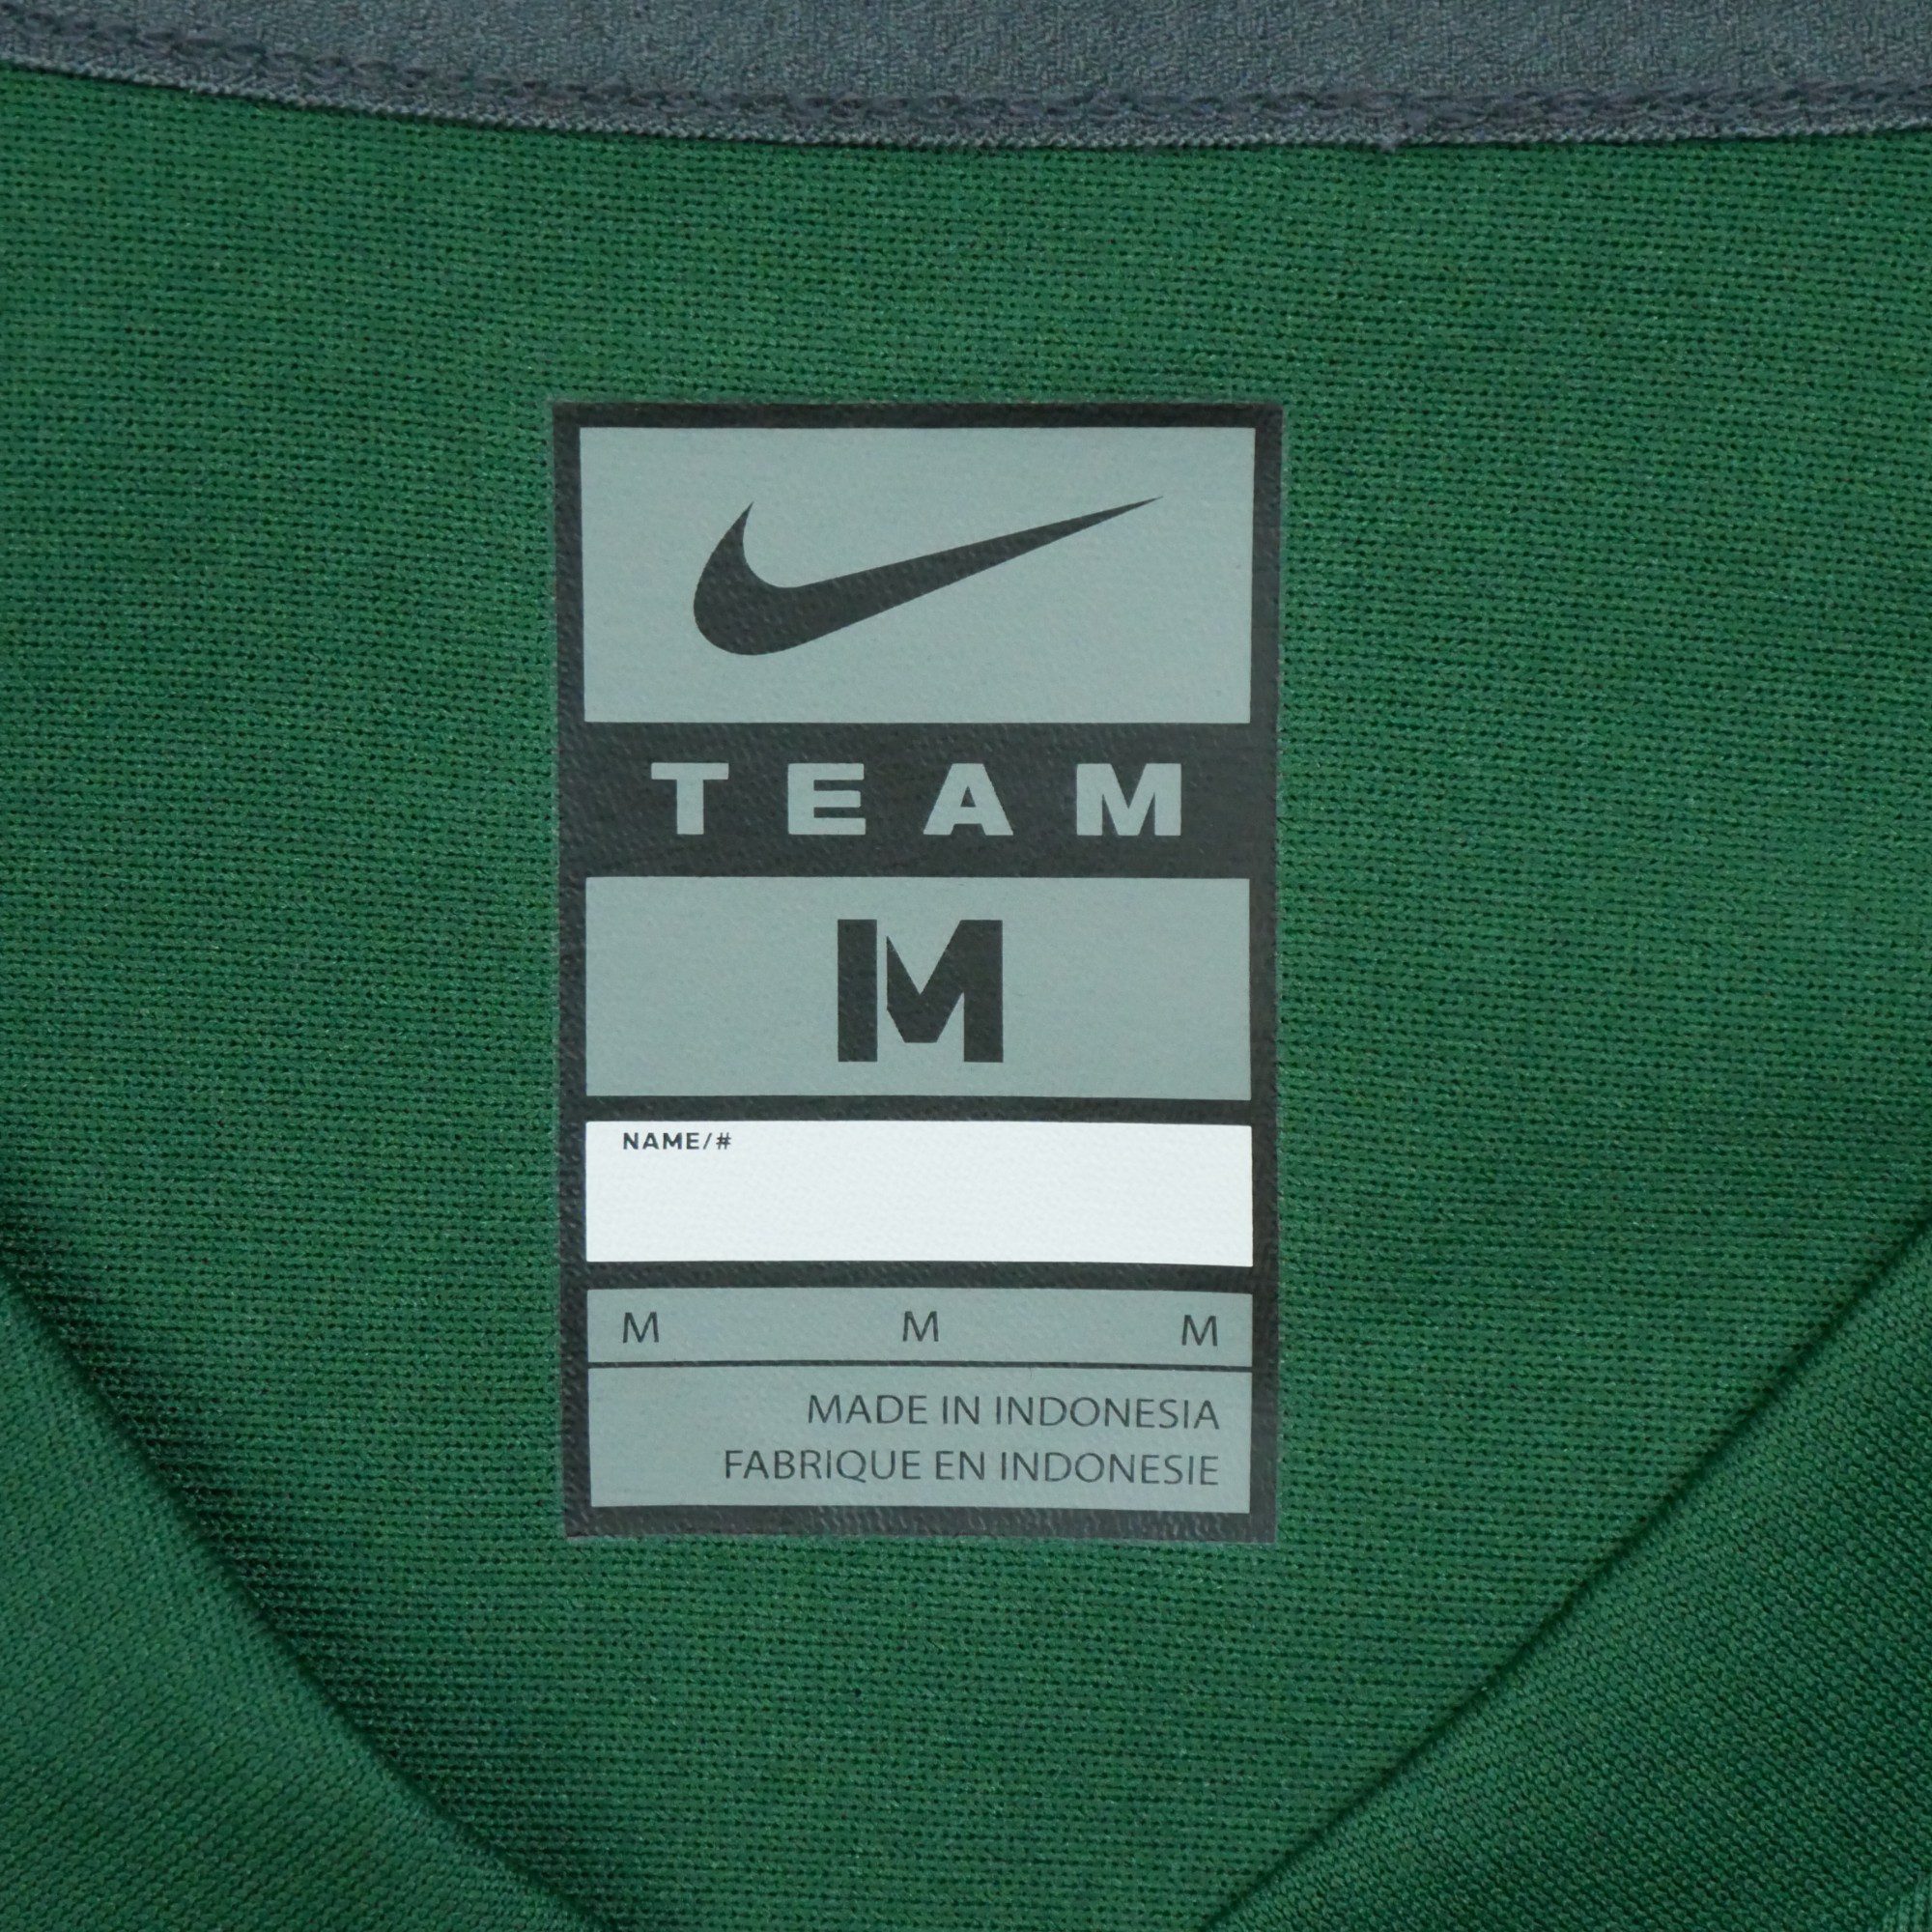 TEAM
M
NAME/#
M M M
MADE IN INDONESIA
FABRIQUE EN INDONESIE